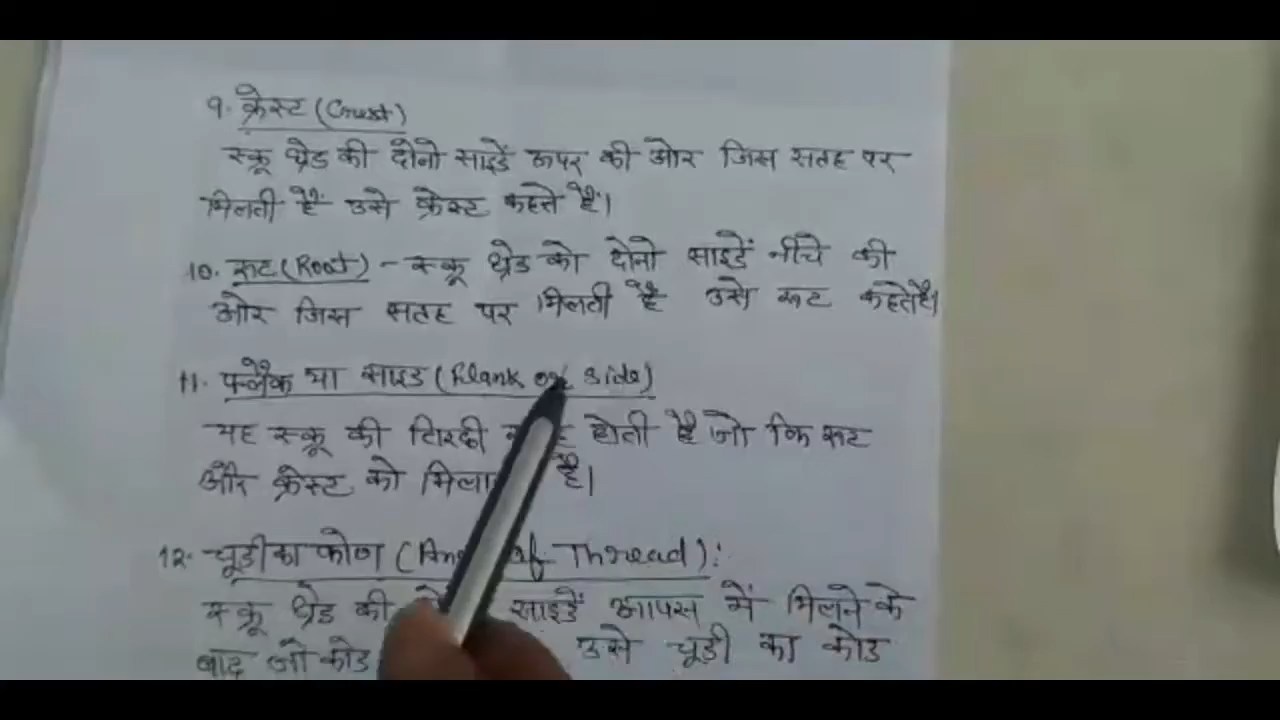 9. क्रेस्ट (Crest)
स्क्रू थ्रेड की दोनो साइडें ऊपर की ओर जिस सतह पर
मिलती हैं उसे क्रेस्ट कहते हैं।
10. रूट (Root) - स्क्रू थ्रेड को दोनो साइडें नीचे की
ओर जिस सतह पर मिलती है उसे रूट कहते है।
11. फ्लैंक या साइड (Flank or Side)
यह स्क्रू की तिरछी होती है जो कि रूट
और क्रेस्ट को है।
12. चूडी का कोण (of Thread):
स्क्रू थ्रेड की साइडें आपस में मिलने के
बाद जो कोड उसे चूडी का कोड